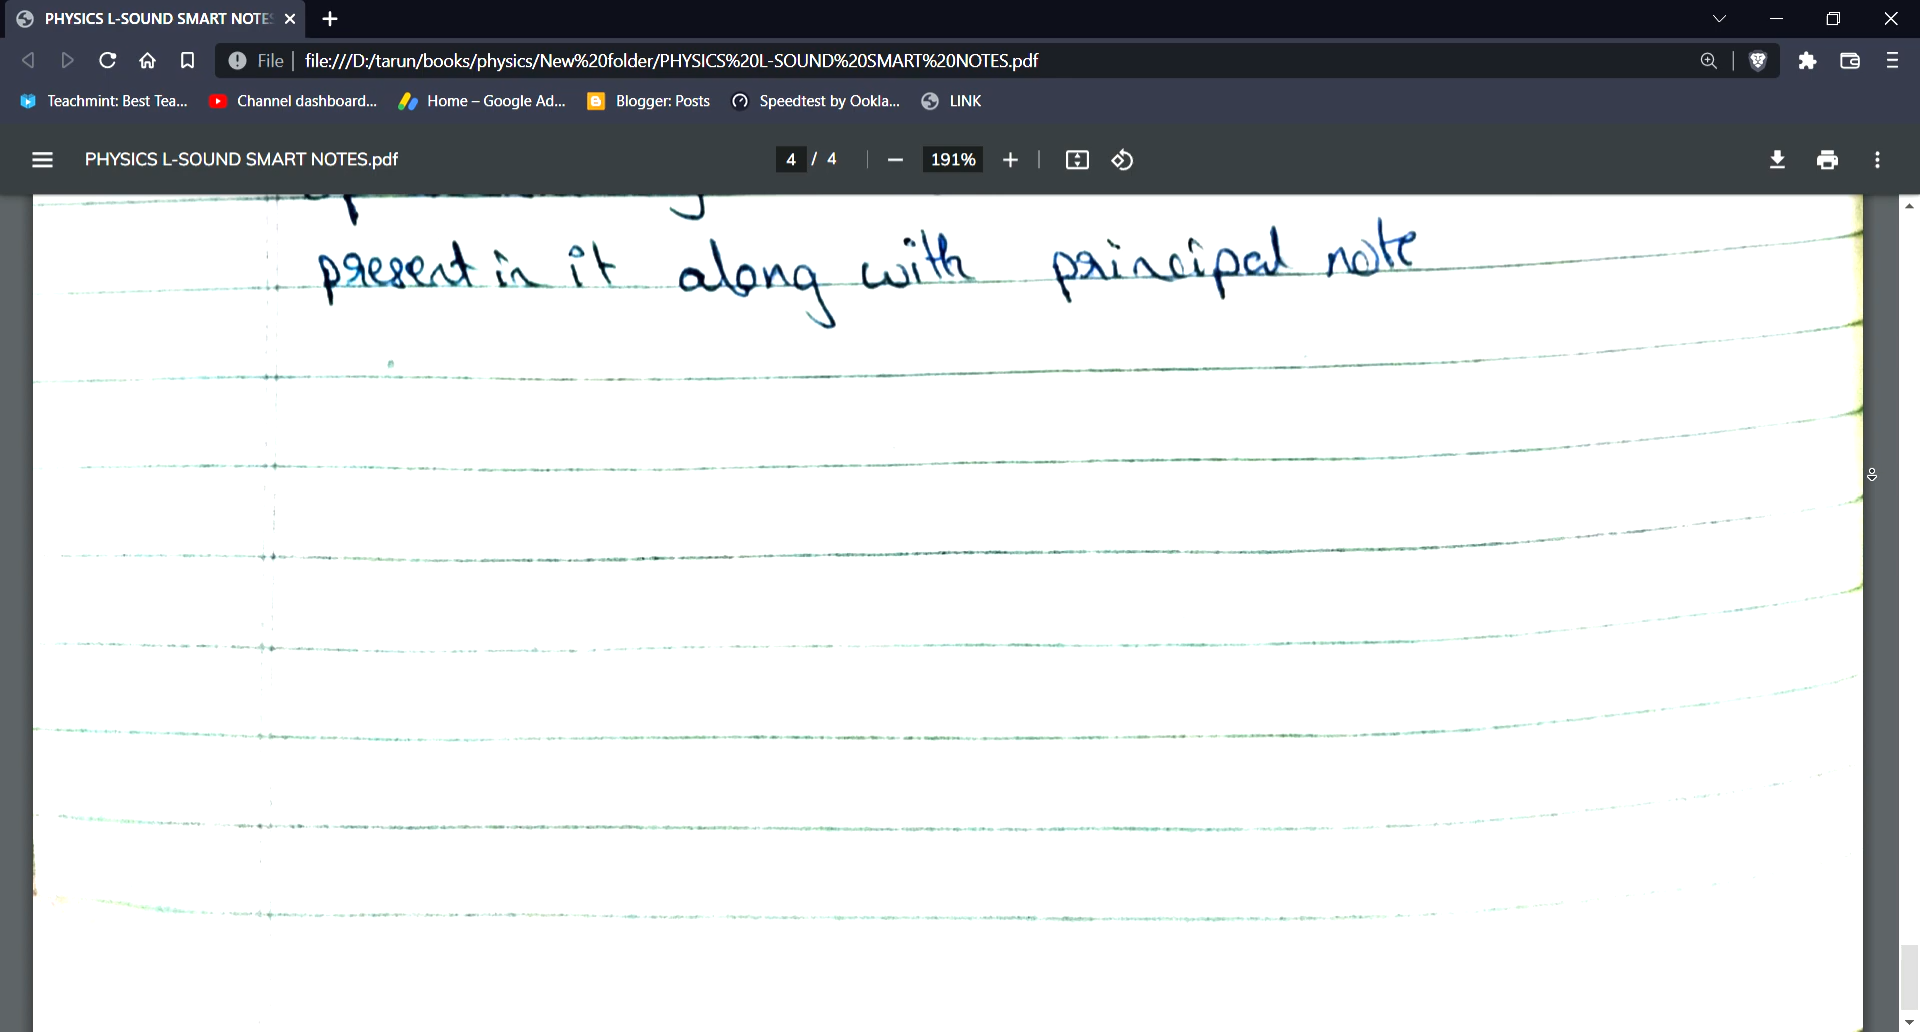 PHYSICS L-SOUND SMART NOTES
File file:///D:/tarun/books/physics/New%20folder/PHYSICS%20L-SOUND%20SMART%20NOTES.pdf
Teachmint: Best Tea... Channel dashboard... Home – Google Ad... Blogger: Posts Speedtest by Ookla... LINK
PHYSICS L-SOUND SMART NOTES.pdf 4 / 4 191%
present in it along with principal note